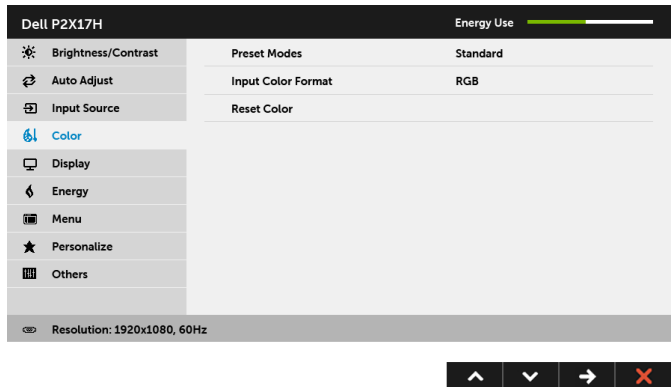 Dell P2X17H Energy Use
Brightness/Contrast Preset Modes Standard
Auto Adjust Input Color Format RGB
Input Source Reset Color
Color
Display
Energy
Menu
Personalize
Others
Resolution: 1920x1080, 60Hz